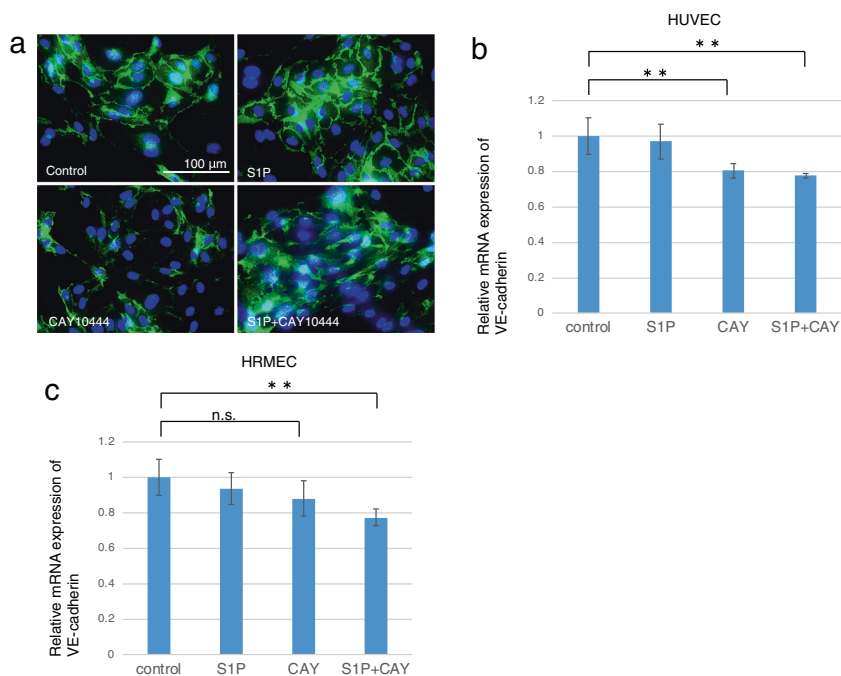 a
Control
100 µm
S1P
CAY10444
S1P+CAY10444
b
HUVEC
* *
* *
Relative mRNA expression of
VE-cadherin
1.2
1
0.8
0.6
0.4
0.2
0
control
S1P
CAY
S1P+CAY
c
HRMEC
* *
n.s.
Relative mRNA expression of
VE-cadherin
1.2
1
0.8
0.6
0.4
0.2
0
control
S1P
CAY
S1P+CAY